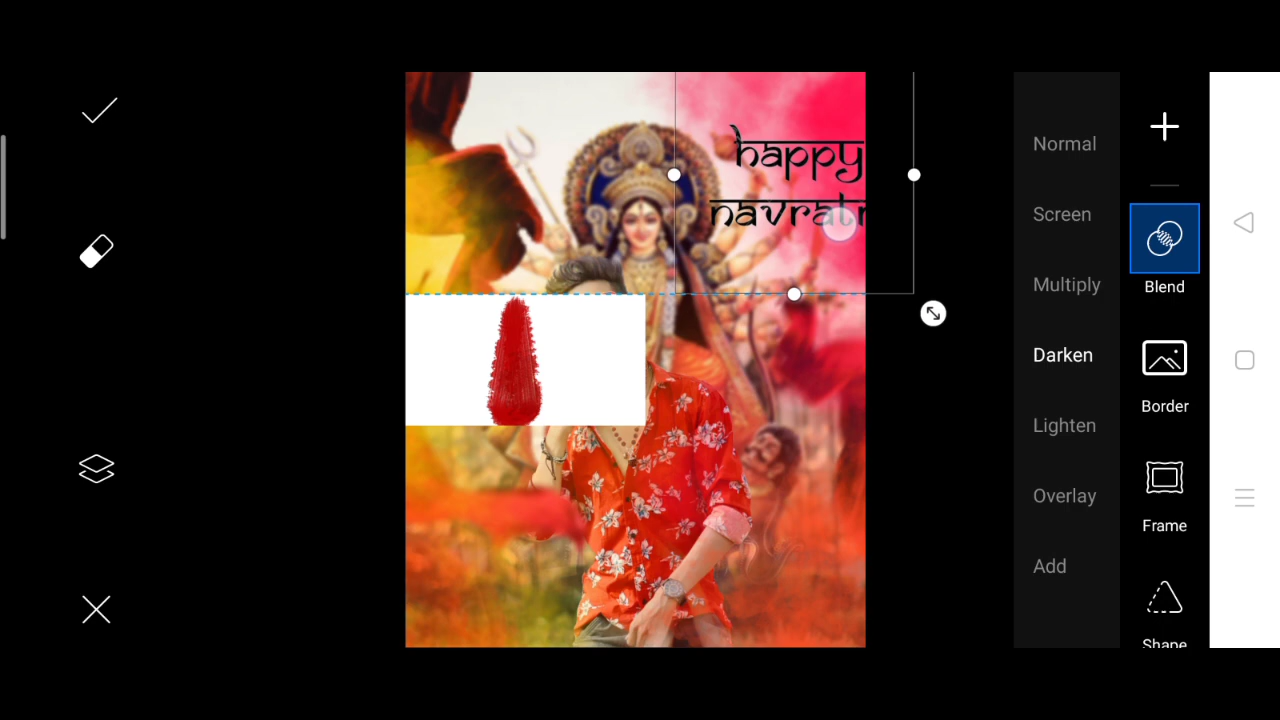 happy
navratr
Normal
Screen
Multiply
Darken
Lighten
Overlay
Add
Blend
Border
Frame
Shape